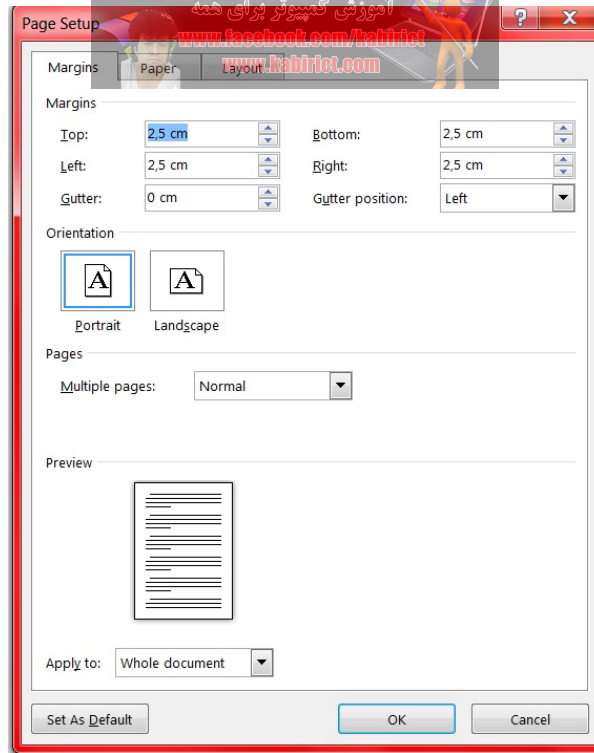 آموزش کمپیوتر برای همه
Page Setup
? X
www.facebook.com/kabirict
www.kabirict.com
Margins Paper Layout
Margins
Top: 2,5 cm Bottom: 2,5 cm
Left: 2,5 cm Right: 2,5 cm
Gutter: 0 cm Gutter position: Left
Orientation
A A
Portrait Landscape
Pages
Multiple pages: Normal
Preview
Apply to: Whole document
Set As Default OK Cancel